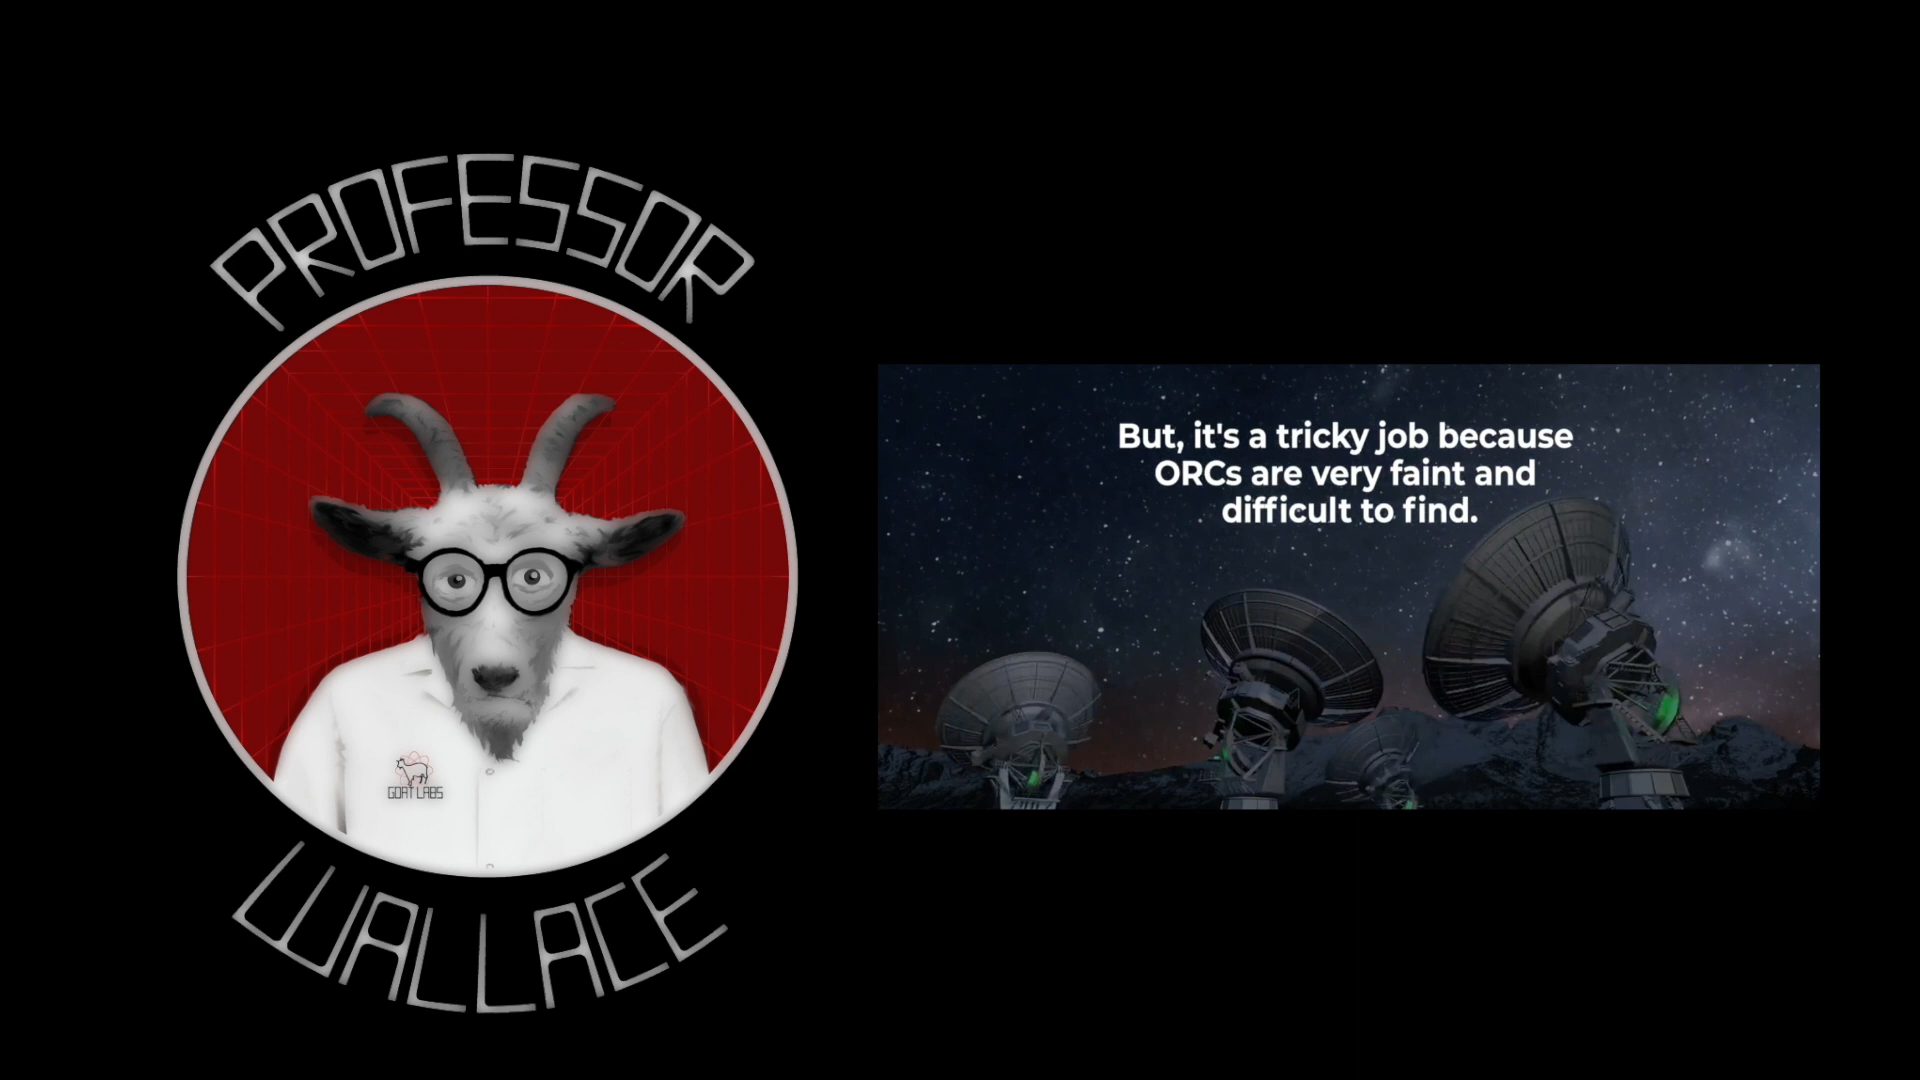 PROFESSOR
GOAT LABS
WALLACE
But, it's a tricky job because
ORCs are very faint and
difficult to find.